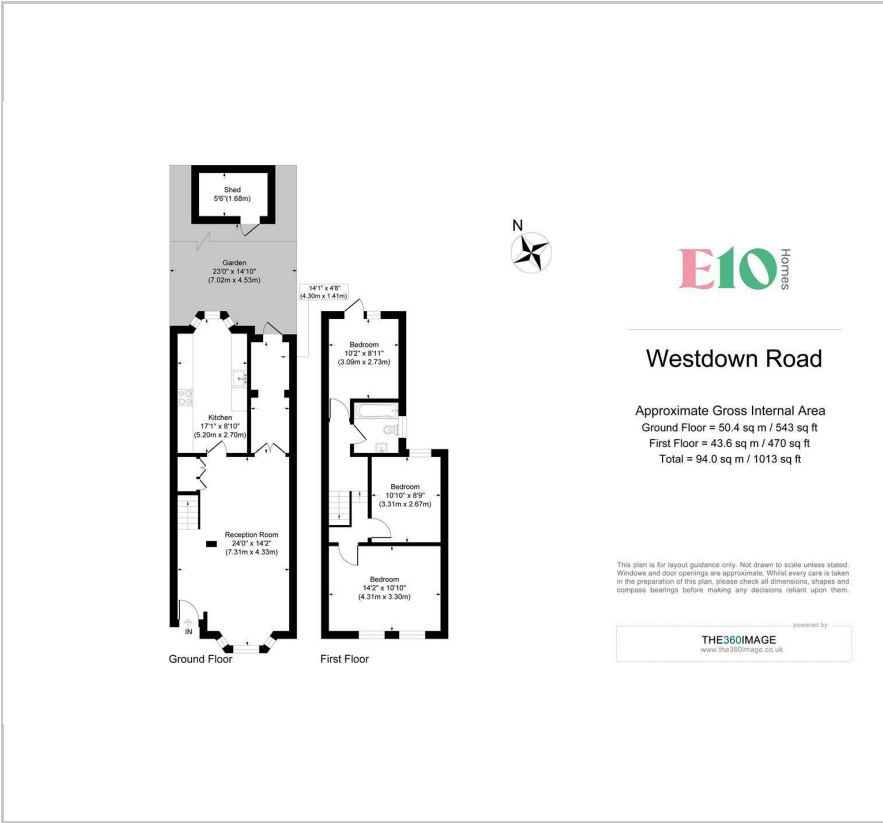 Shed
5'6"(1.68m)
Garden
23'0" x 14'10"
(7.02m x 4.53m)
14'1" x 4'8"
(4.30m x 1.41m)
Kitchen
17'1" x 8'10"
(5.20m x 2.70m)
Reception Room
24'0" x 14'2"
(7.31m x 4.33m)
IN
Ground Floor
Bedroom
10'2" x 8'11"
(3.09m x 2.73m)
Bedroom
10'10" x 8'9"
(3.31m x 2.67m)
Bedroom
14'2" x 10'10"
(4.31m x 3.30m)
First Floor
N
E10
Homes
Westdown Road
Approximate Gross Internal Area
Ground Floor = 50.4 sq m / 543 sq ft
First Floor = 43.6 sq m / 470 sq ft
Total = 94.0 sq m / 1013 sq ft
This plan is for layout guidance only. Not drawn to scale unless stated.
Windows and door openings are approximate. Whilst every care is taken
in the preparation of this plan, please check all dimensions, shapes and
compass bearings before making any decisions reliant upon them.
powered by
THE360IMAGE
www.the360image.co.uk